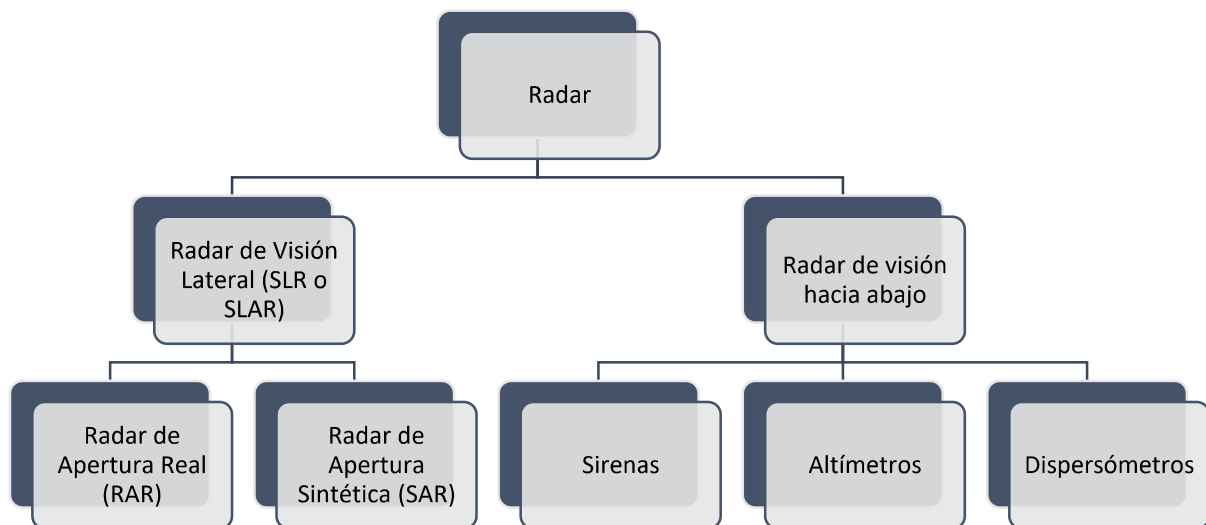 Radar
Radar de Visión
Lateral (SLR o
SLAR)
Radar de visión
hacia abajo
Radar de
Apertura Real
(RAR)
Radar de
Apertura
Sintética (SAR)
Sirenas
Altímetros
Dispersómetros